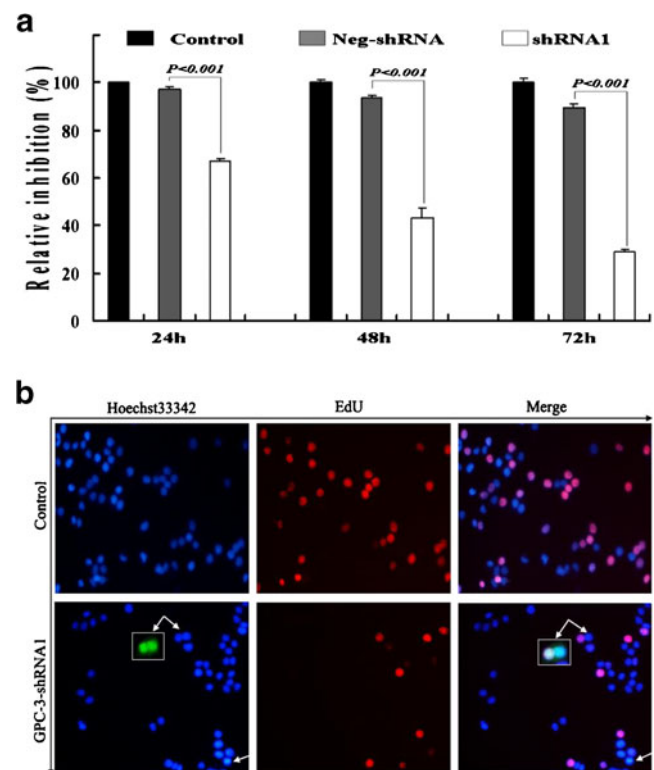 a
Control Neg-shRNA shRNA1
Relative inhibition (%)
100
80
60
40
20
0
P<0.001
P<0.001
P<0.001
24h 48h 72h
b
Hoechst33342 EdU Merge
Control
GPC-3-shRNA1